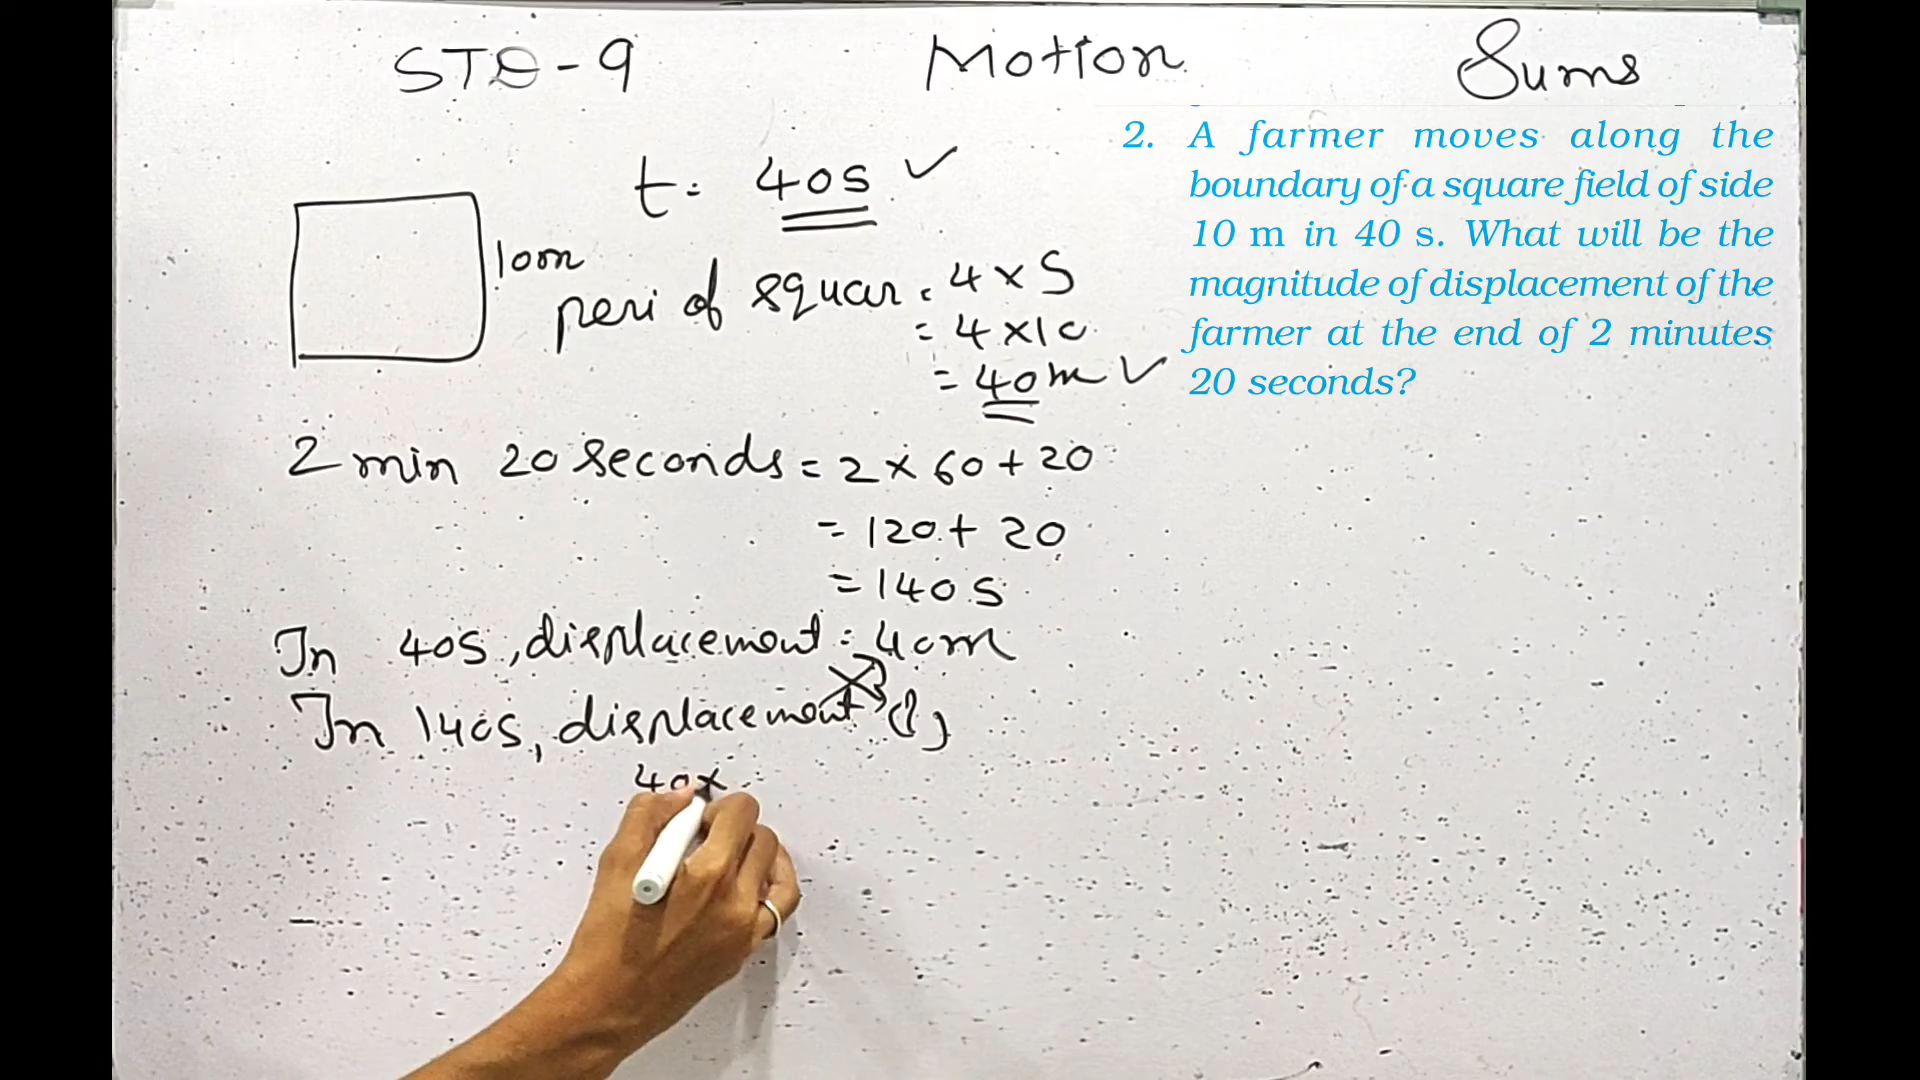 STD-9 Motion Sums
2. A farmer moves along the
boundary of a square field of side
10 m in 40 s. What will be the
magnitude of displacement of the
farmer at the end of 2 minutes
20 seconds?
t = 40s ✓
10m
peri of squar = 4 × S
= 4 × 10
= 40m ✓
2 min 20 seconds = 2 × 60 + 20
= 120 + 20
= 140 s
In 40s, displacement = 40m
In 140s, displacement (?)
40×